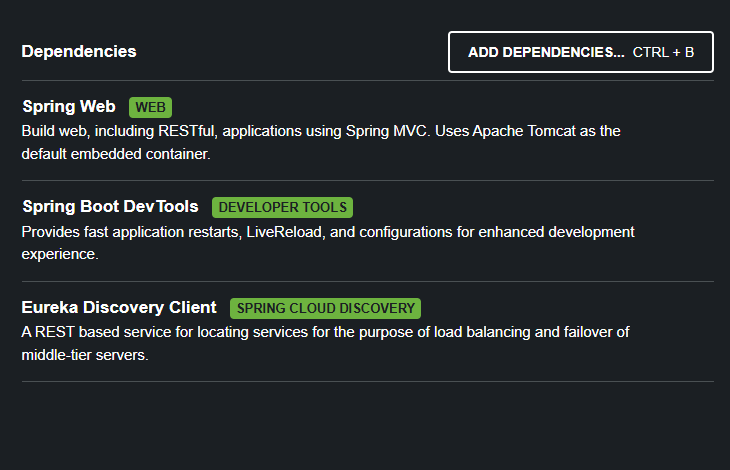 Dependencies
ADD DEPENDENCIES... CTRL + B
Spring Web WEB
Build web, including RESTful, applications using Spring MVC. Uses Apache Tomcat as the
default embedded container.
Spring Boot DevTools DEVELOPER TOOLS
Provides fast application restarts, LiveReload, and configurations for enhanced development
experience.
Eureka Discovery Client SPRING CLOUD DISCOVERY
A REST based service for locating services for the purpose of load balancing and failover of
middle-tier servers.